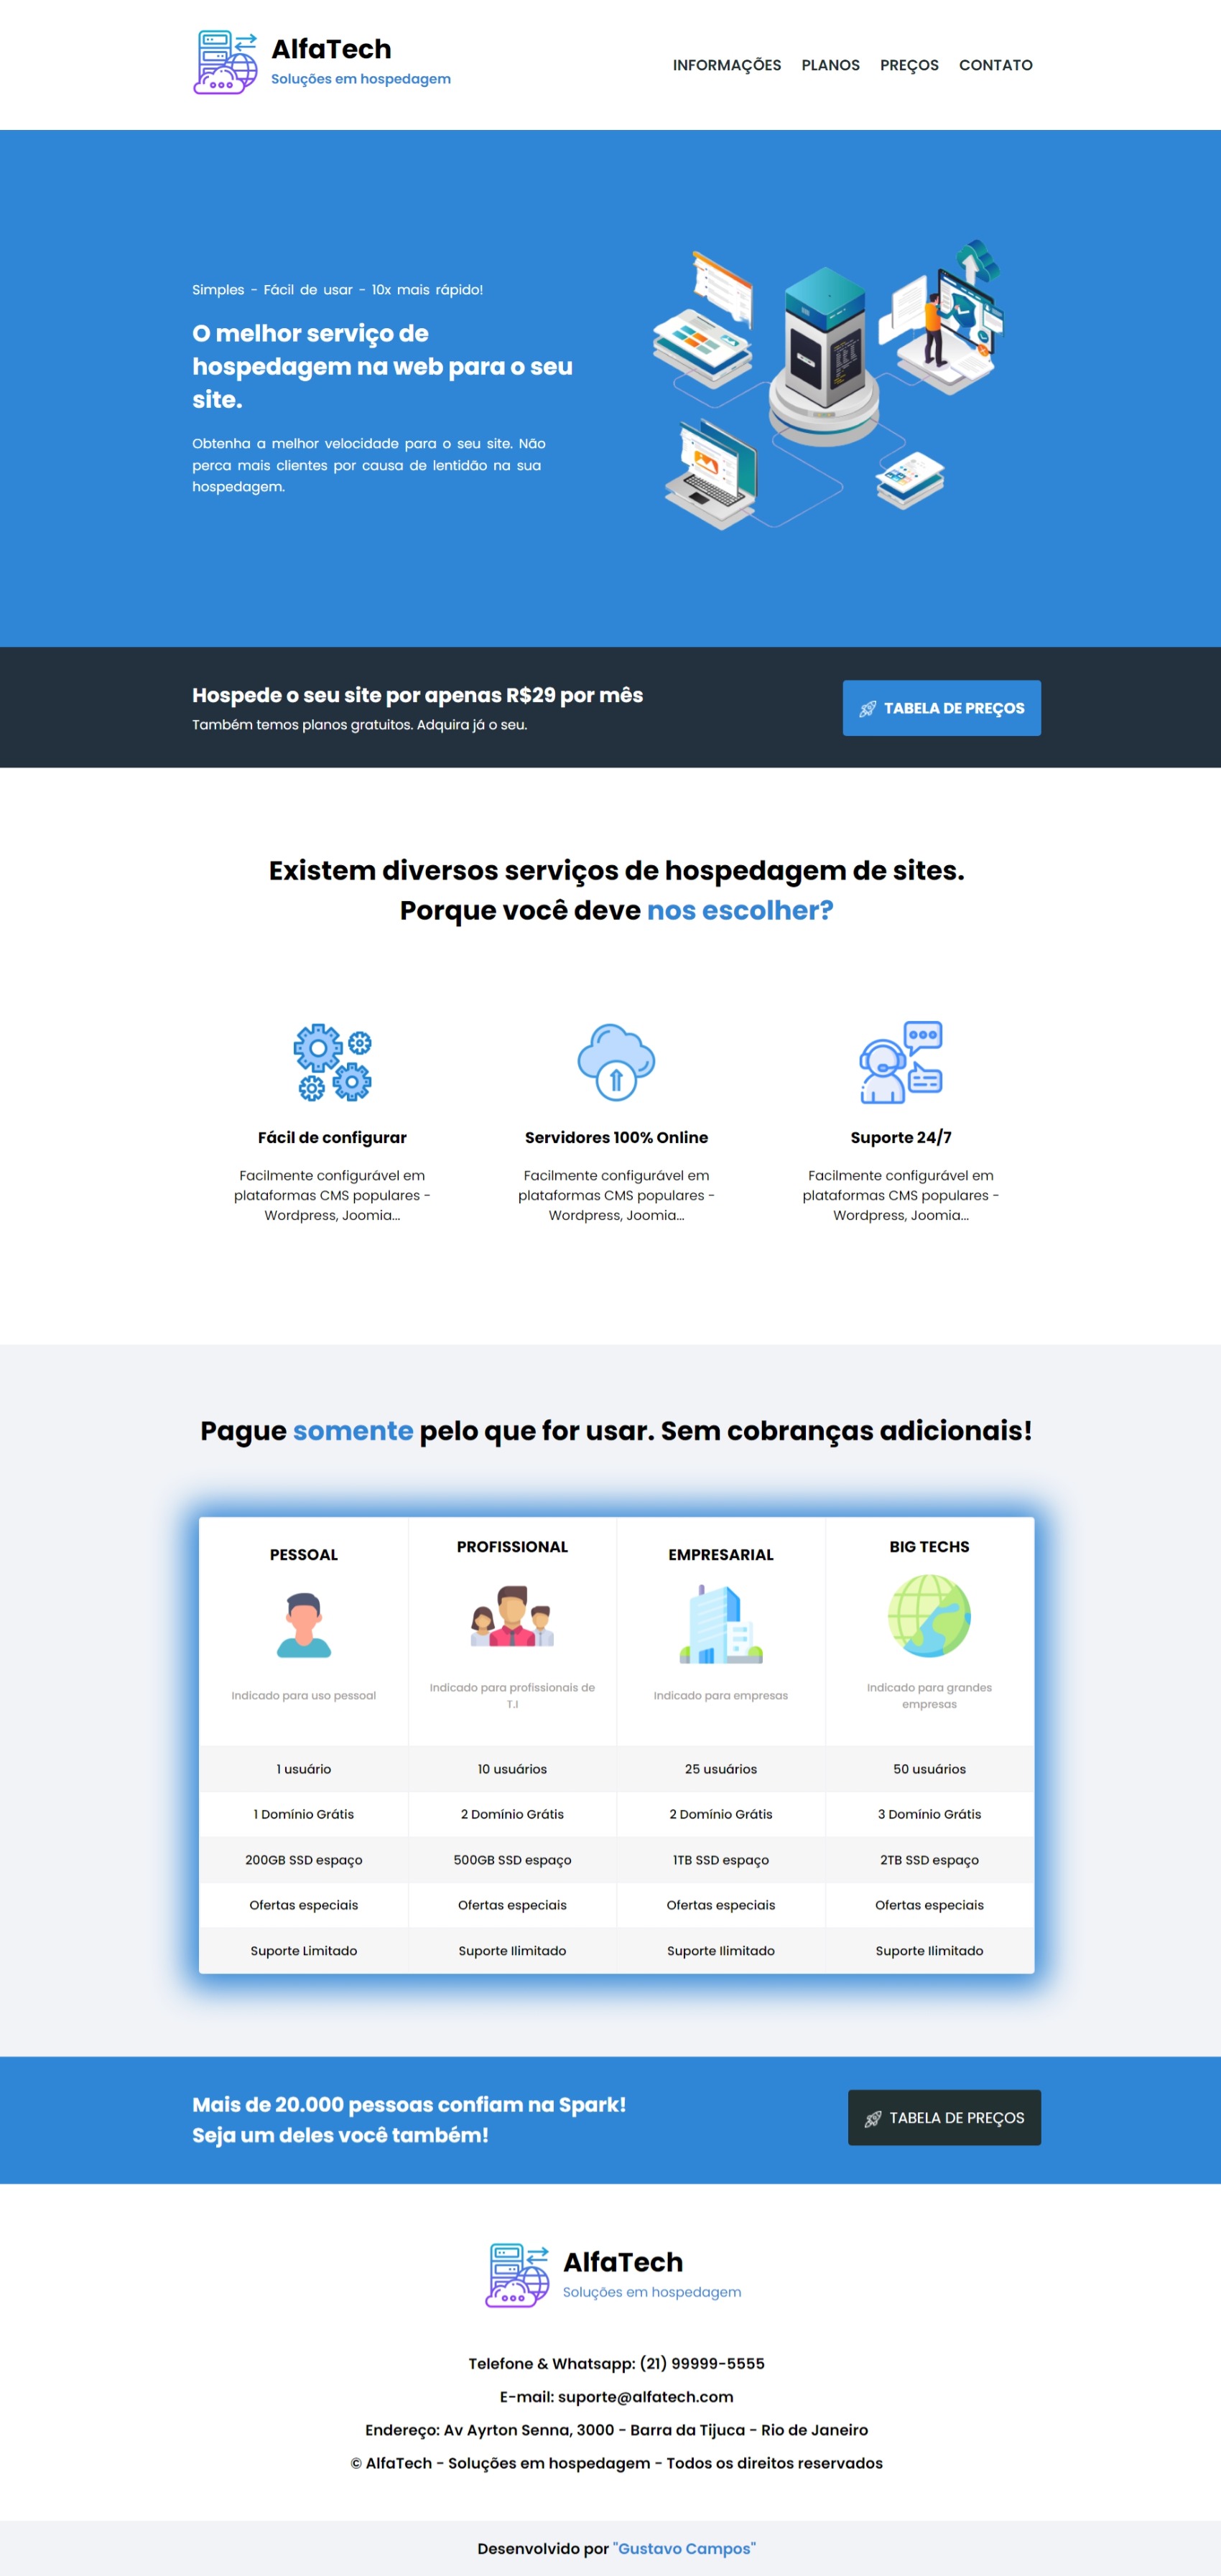 AlfaTech
Soluções em hospedagem
INFORMAÇÕES PLANOS PREÇOS CONTATO
Simples - Fácil de usar - 10x mais rápido!
O melhor serviço de
hospedagem na web para o seu
site.
Obtenha a melhor velocidade para o seu site. Não
perca mais clientes por causa de lentidão na sua
hospedagem.
Hospede o seu site por apenas R$29 por mês
Também temos planos gratuitos. Adquira já o seu.
TABELA DE PREÇOS
Existem diversos serviços de hospedagem de sites.
Porque você deve nos escolher?
Fácil de configurar
Facilmente configurável em
plataformas CMS populares -
Wordpress, Joomia...
Servidores 100% Online
Facilmente configurável em
plataformas CMS populares -
Wordpress, Joomia...
Suporte 24/7
Facilmente configurável em
plataformas CMS populares -
Wordpress, Joomia...
Pague somente pelo que for usar. Sem cobranças adicionais!
PESSOAL
Indicado para uso pessoal
1 usuário
1 Domínio Grátis
200GB SSD espaço
Ofertas especiais
Suporte Limitado
PROFISSIONAL
Indicado para profissionais de
T.I
10 usuários
2 Domínio Grátis
500GB SSD espaço
Ofertas especiais
Suporte Ilimitado
EMPRESARIAL
Indicado para empresas
25 usuários
2 Domínio Grátis
1TB SSD espaço
Ofertas especiais
Suporte Ilimitado
BIG TECHS
Indicado para grandes
empresas
50 usuários
3 Domínio Grátis
2TB SSD espaço
Ofertas especiais
Suporte Ilimitado
Mais de 20.000 pessoas confiam na Spark!
Seja um deles você também!
TABELA DE PREÇOS
AlfaTech
Soluções em hospedagem
Telefone & Whatsapp: (21) 99999-5555
E-mail: suporte@alfatech.com
Endereço: Av Ayrton Senna, 3000 - Barra da Tijuca - Rio de Janeiro
© AlfaTech - Soluções em hospedagem - Todos os direitos reservados
Desenvolvido por "Gustavo Campos"